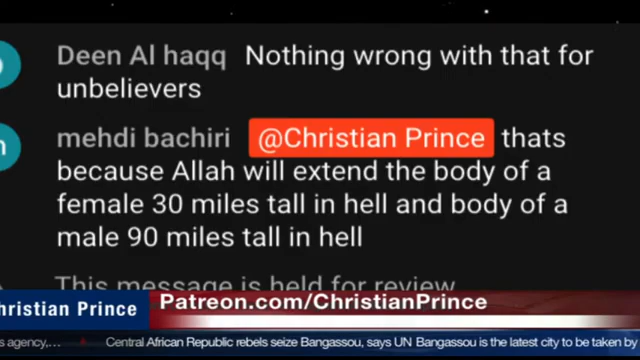 Deen Al haqq Nothing wrong with that for
unbelievers
mehdi bachiri @Christian Prince thats
because Allah will extend the body of a
female 30 miles tall in hell and body of a
male 90 miles tall in hell
This message is held for review.
hristian Prince
Patreon.com/ChristianPrince
s agency,... Central African Republic rebels seize Bangassou, says UN Bangassou is the latest city to be taken by